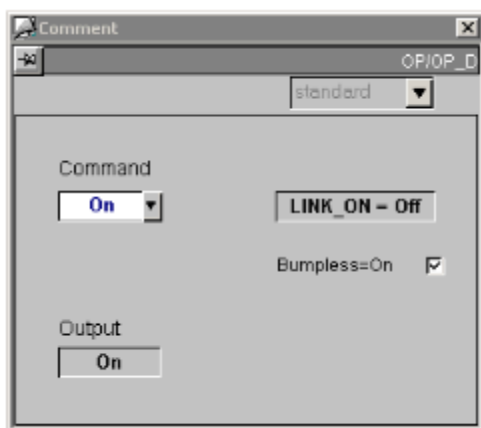 Comment
OP/OP_D
standard
Command
On
LINK_ON = Off
Bumpless=On
Output
On